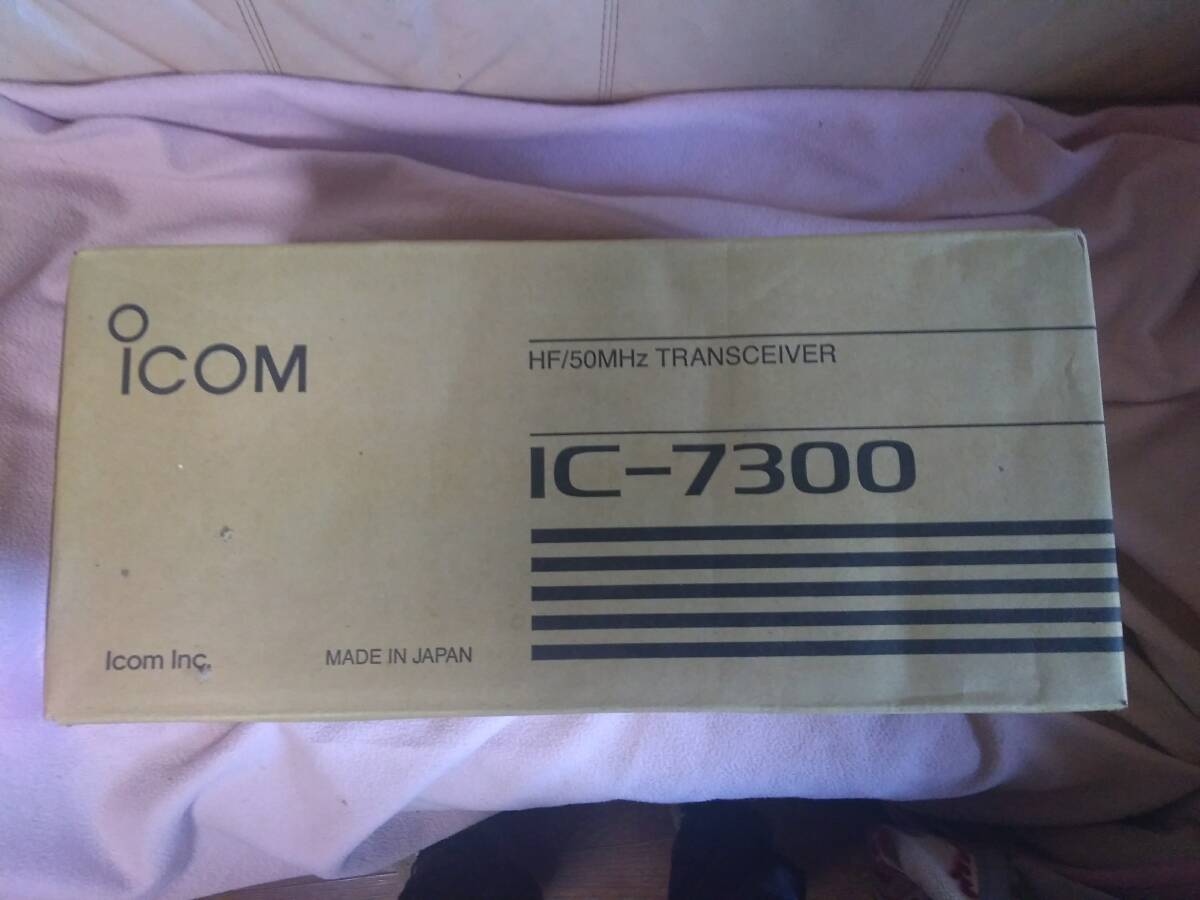 ICOM
HF/50MHz TRANSCEIVER
IC-7300
Icom Inc.
MADE IN JAPAN